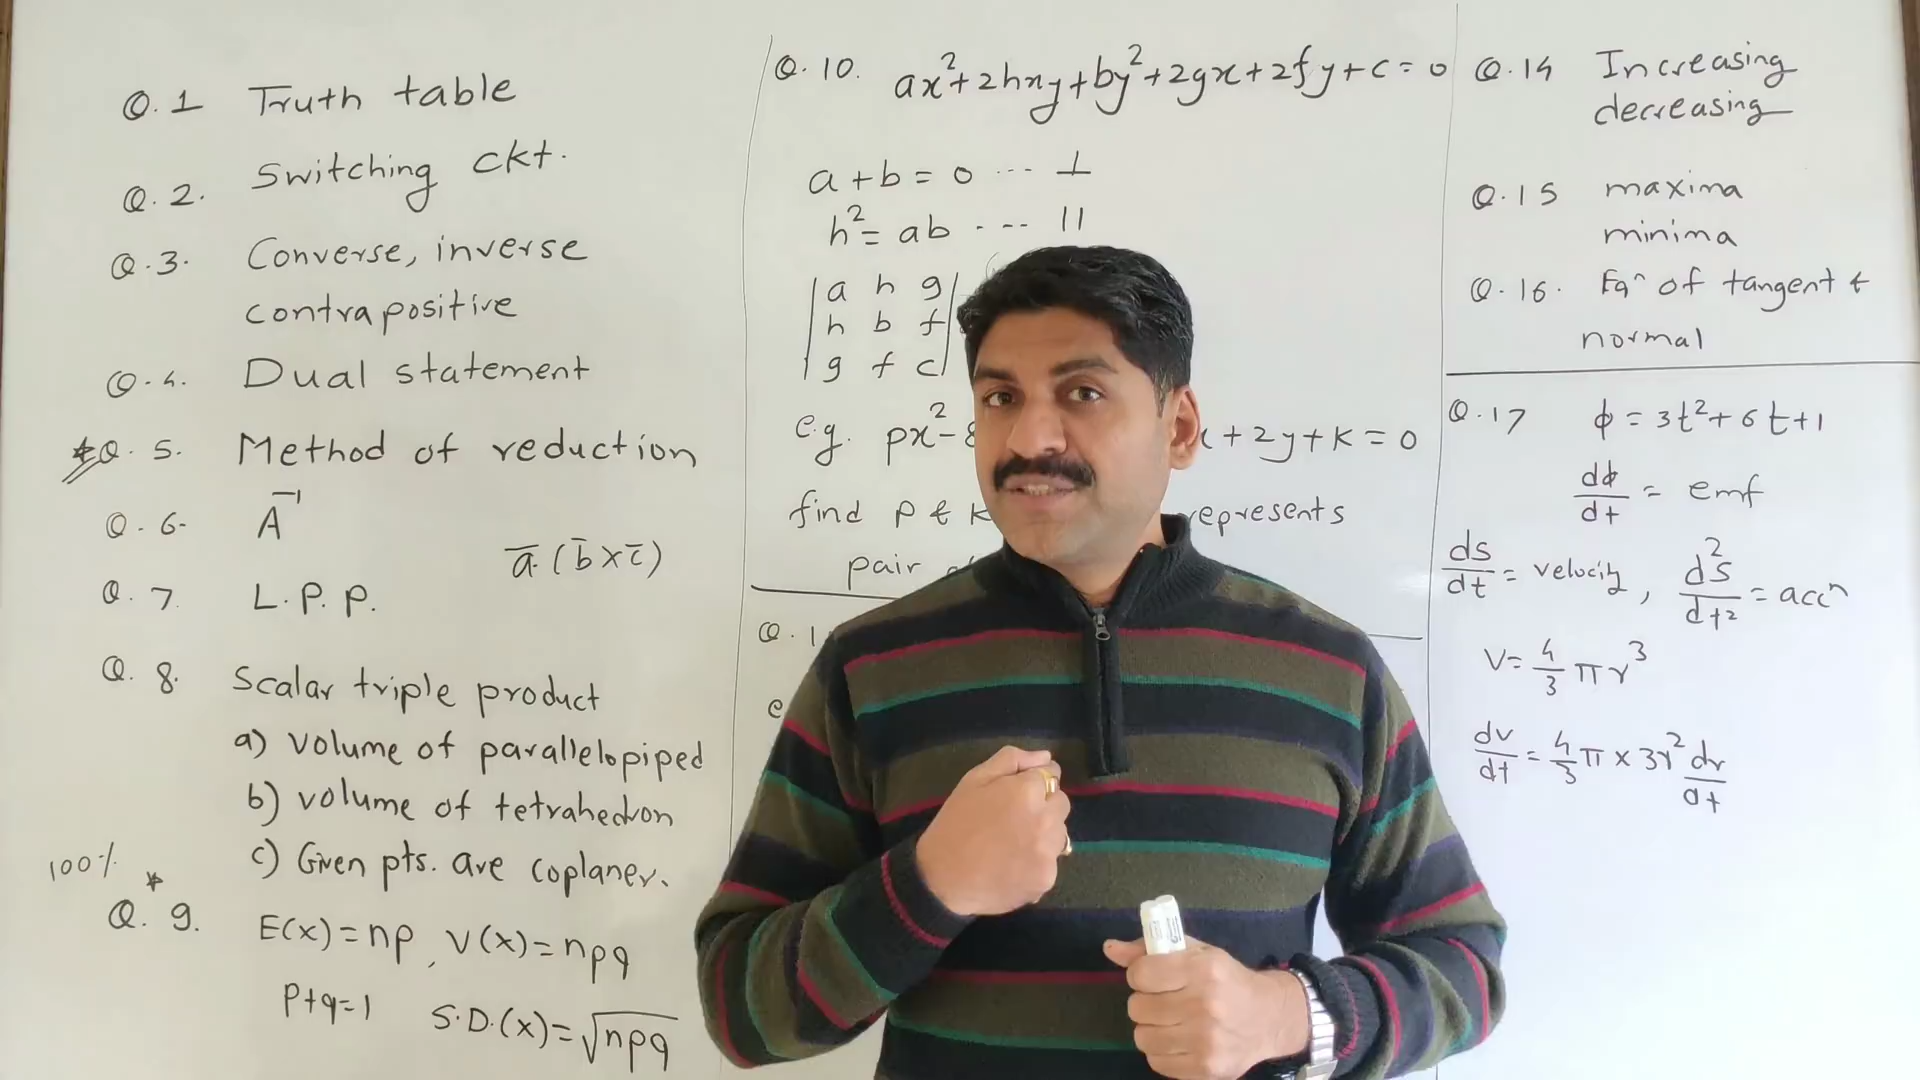 Q. 1 Truth table
Q. 2. Switching ckt.
Q. 3. Converse, inverse
contrapositive
Q. 4. Dual statement
Q. 5. Method of reduction
Q. 6. A⁻¹
a̅.(b̅×c̅)
Q. 7. L.P.P.
Q. 8. Scalar triple product
a) volume of parallelopiped
b) volume of tetrahedron
c) Given pts. are coplaner.
100% *
Q. 9. E(x)=np, V(x)=npq
p+q=1 S.D.(x)=√npq
Q. 10. ax²+2hxy+by²+2gx+2fy+c=0
a+b=0 --- ⊥
h²=ab --- ||
|a h g|
|h b f|
|g f c|
e.g. px²- x+2y+k=0
find p & k represents
pair
Q. 1
e
Q. 14 Increasing
decreasing
Q. 15 maxima
minima
Q. 16. Eqⁿ of tangent &
normal
Q. 17 ϕ = 3t²+6t+1
dϕ/dt = emf
ds/dt = velocity, d²s/dt² = accⁿ
V= 4/3 πr³
dv/dt = 4/3 π × 3r² dr/dt